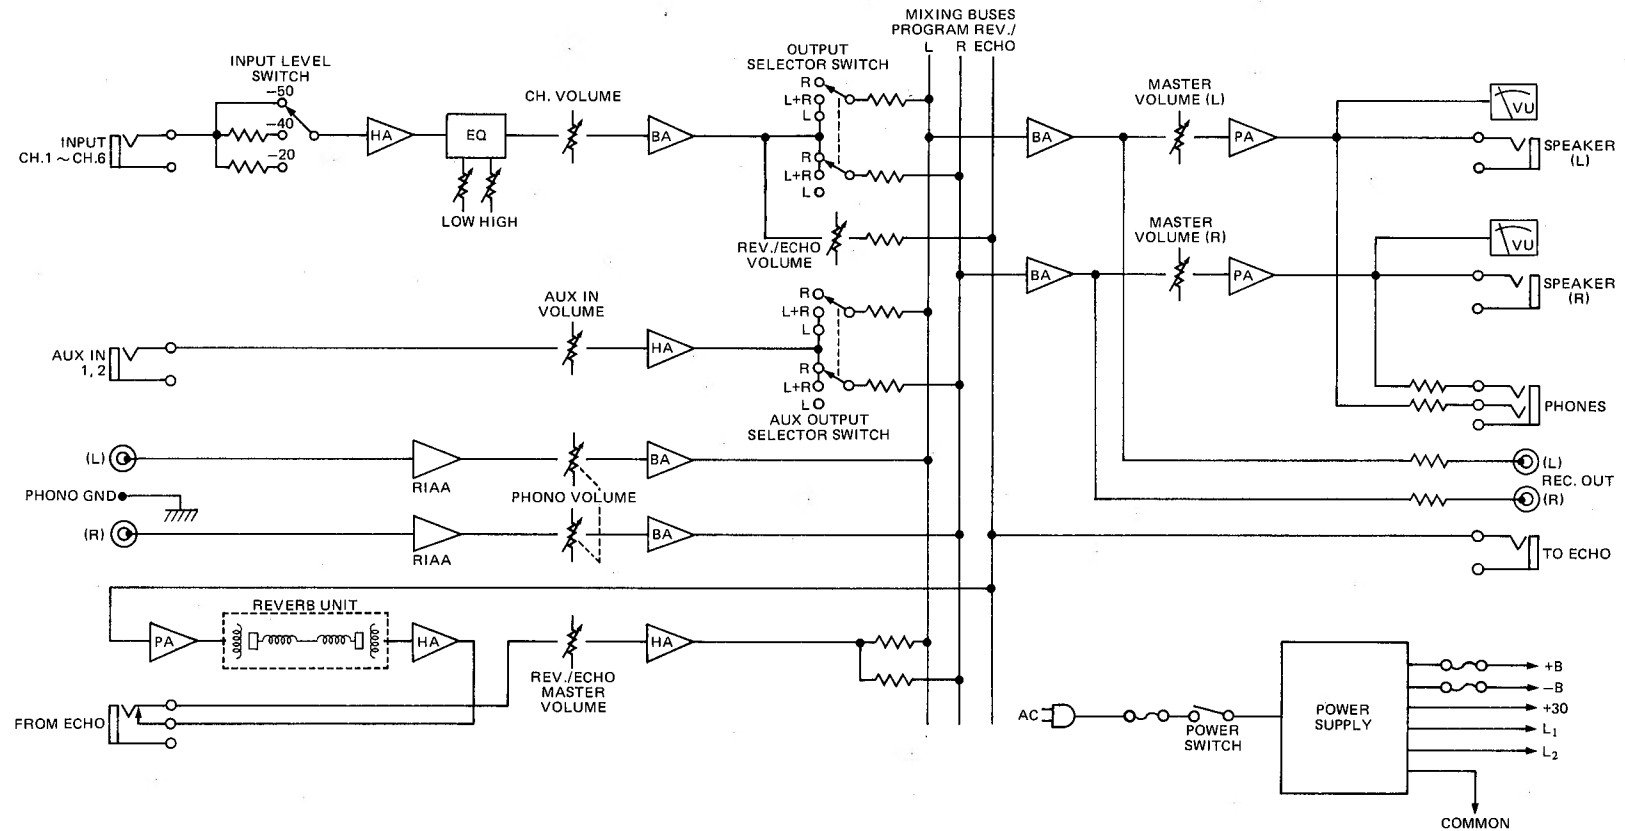 MIXING BUSES
PROGRAM REV./
L R ECHO
OUTPUT
SELECTOR SWITCH
R
L+R
L
R
L+R
L
INPUT LEVEL
SWITCH
-50
-40
-20
INPUT
CH.1 ~ CH.6
HA
EQ
LOW HIGH
CH. VOLUME
BA
REV./ECHO
VOLUME
BA
MASTER
VOLUME (L)
PA
VU
SPEAKER
(L)
BA
MASTER
VOLUME (R)
PA
VU
SPEAKER
(R)
AUX IN
1, 2
AUX IN
VOLUME
HA
R
L+R
L
R
L+R
L
AUX OUTPUT
SELECTOR SWITCH
PHONES
(L)
RIAA
BA
PHONO GND
PHONO VOLUME
(R)
RIAA
BA
(L)
REC. OUT
(R)
TO ECHO
REVERB UNIT
PA
HA
REV./ECHO
MASTER
VOLUME
HA
FROM ECHO
AC
POWER
SWITCH
POWER
SUPPLY
+B
−B
+30
L₁
L₂
COMMON